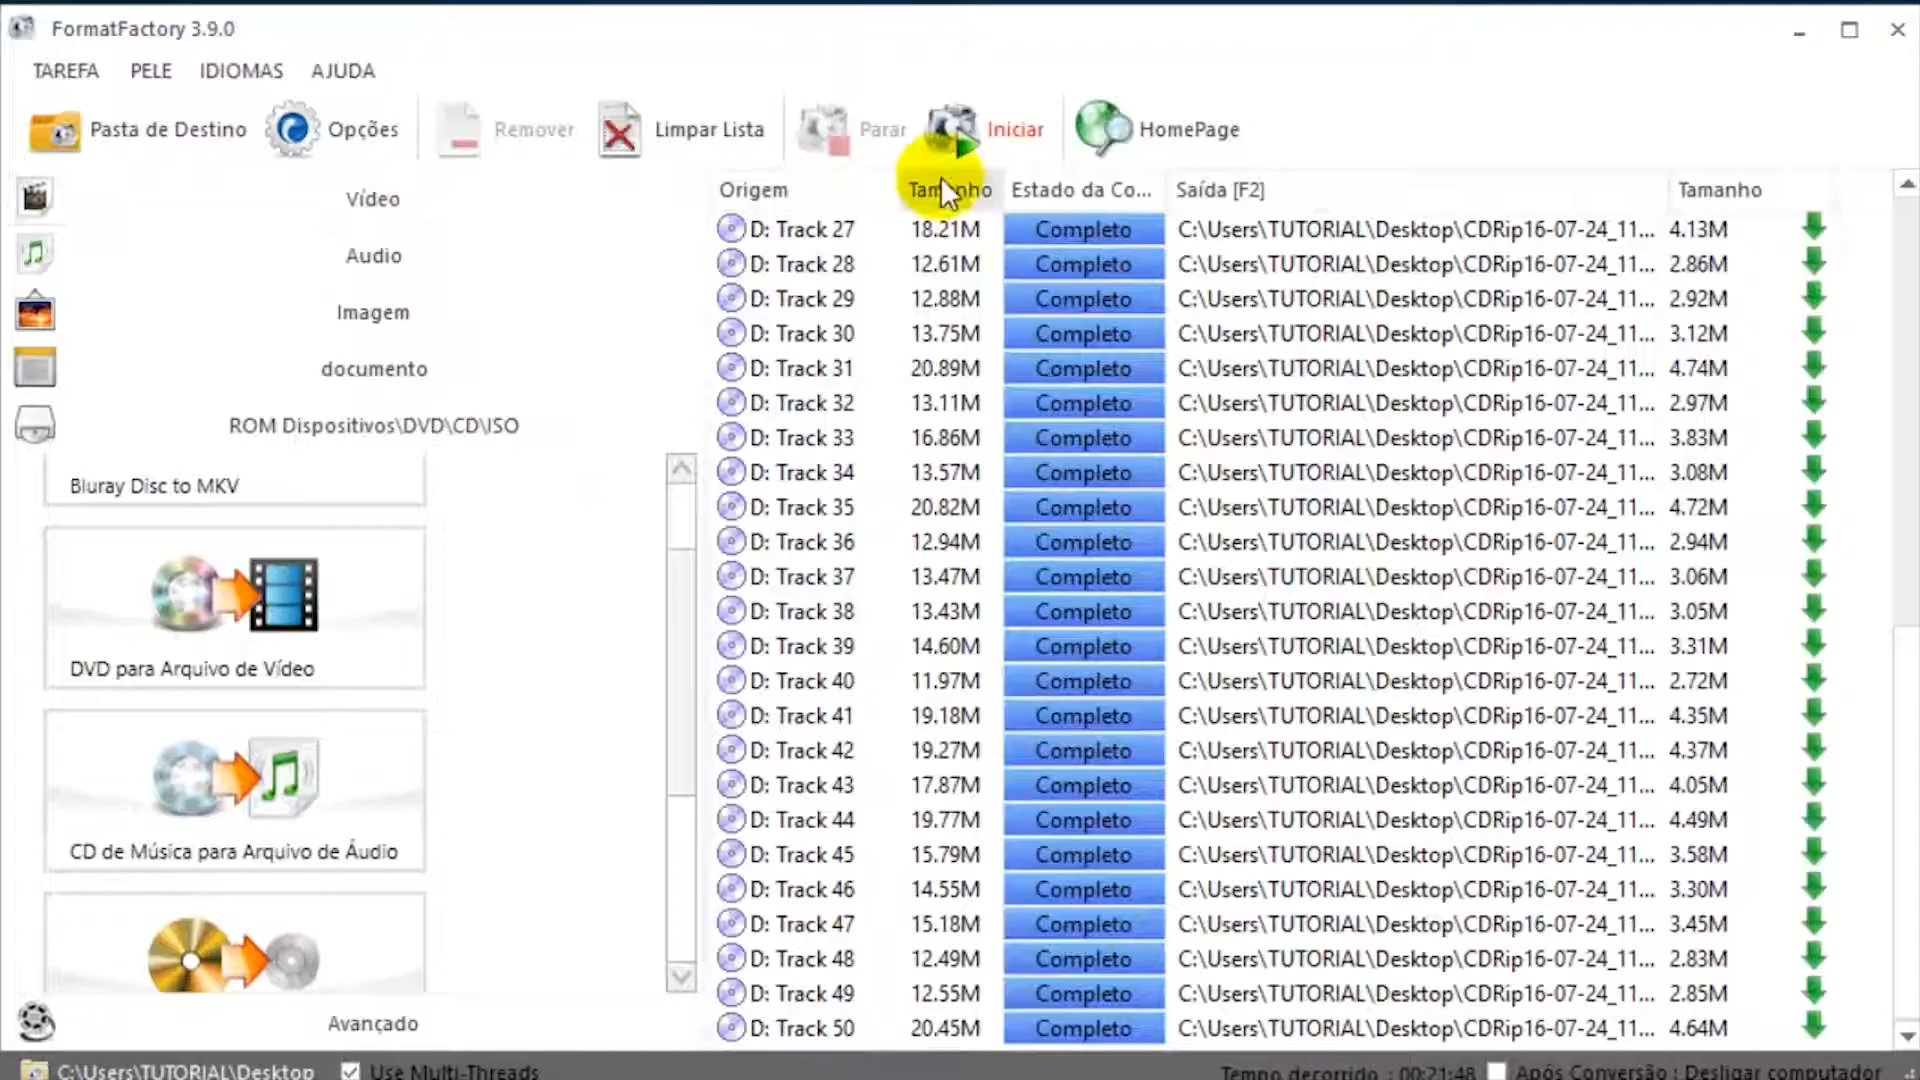 FormatFactory 3.9.0
TAREFA PELE IDIOMAS AJUDA
Pasta de Destino Opções Remover Limpar Lista Parar Iniciar HomePage
Vídeo
Audio
Imagem
documento
ROM Dispositivos\DVD\CD\ISO
Bluray Disc to MKV
DVD para Arquivo de Vídeo
CD de Música para Arquivo de Áudio
Avançado
Origem Tamanho Estado da Co... Saída [F2] Tamanho
D: Track 27 18.21M Completo C:\Users\TUTORIAL\Desktop\CDRip16-07-24_11... 4.13M
D: Track 28 12.61M Completo C:\Users\TUTORIAL\Desktop\CDRip16-07-24_11... 2.86M
D: Track 29 12.88M Completo C:\Users\TUTORIAL\Desktop\CDRip16-07-24_11... 2.92M
D: Track 30 13.75M Completo C:\Users\TUTORIAL\Desktop\CDRip16-07-24_11... 3.12M
D: Track 31 20.89M Completo C:\Users\TUTORIAL\Desktop\CDRip16-07-24_11... 4.74M
D: Track 32 13.11M Completo C:\Users\TUTORIAL\Desktop\CDRip16-07-24_11... 2.97M
D: Track 33 16.86M Completo C:\Users\TUTORIAL\Desktop\CDRip16-07-24_11... 3.83M
D: Track 34 13.57M Completo C:\Users\TUTORIAL\Desktop\CDRip16-07-24_11... 3.08M
D: Track 35 20.82M Completo C:\Users\TUTORIAL\Desktop\CDRip16-07-24_11... 4.72M
D: Track 36 12.94M Completo C:\Users\TUTORIAL\Desktop\CDRip16-07-24_11... 2.94M
D: Track 37 13.47M Completo C:\Users\TUTORIAL\Desktop\CDRip16-07-24_11... 3.06M
D: Track 38 13.43M Completo C:\Users\TUTORIAL\Desktop\CDRip16-07-24_11... 3.05M
D: Track 39 14.60M Completo C:\Users\TUTORIAL\Desktop\CDRip16-07-24_11... 3.31M
D: Track 40 11.97M Completo C:\Users\TUTORIAL\Desktop\CDRip16-07-24_11... 2.72M
D: Track 41 19.18M Completo C:\Users\TUTORIAL\Desktop\CDRip16-07-24_11... 4.35M
D: Track 42 19.27M Completo C:\Users\TUTORIAL\Desktop\CDRip16-07-24_11... 4.37M
D: Track 43 17.87M Completo C:\Users\TUTORIAL\Desktop\CDRip16-07-24_11... 4.05M
D: Track 44 19.77M Completo C:\Users\TUTORIAL\Desktop\CDRip16-07-24_11... 4.49M
D: Track 45 15.79M Completo C:\Users\TUTORIAL\Desktop\CDRip16-07-24_11... 3.58M
D: Track 46 14.55M Completo C:\Users\TUTORIAL\Desktop\CDRip16-07-24_11... 3.30M
D: Track 47 15.18M Completo C:\Users\TUTORIAL\Desktop\CDRip16-07-24_11... 3.45M
D: Track 48 12.49M Completo C:\Users\TUTORIAL\Desktop\CDRip16-07-24_11... 2.83M
D: Track 49 12.55M Completo C:\Users\TUTORIAL\Desktop\CDRip16-07-24_11... 2.85M
D: Track 50 20.45M Completo C:\Users\TUTORIAL\Desktop\CDRip16-07-24_11... 4.64M
C:\Users\TUTORIAL\Desktop Use Multi-Threads Tempo decorrido : 00:21:48 Após Conversão : Desligar computador